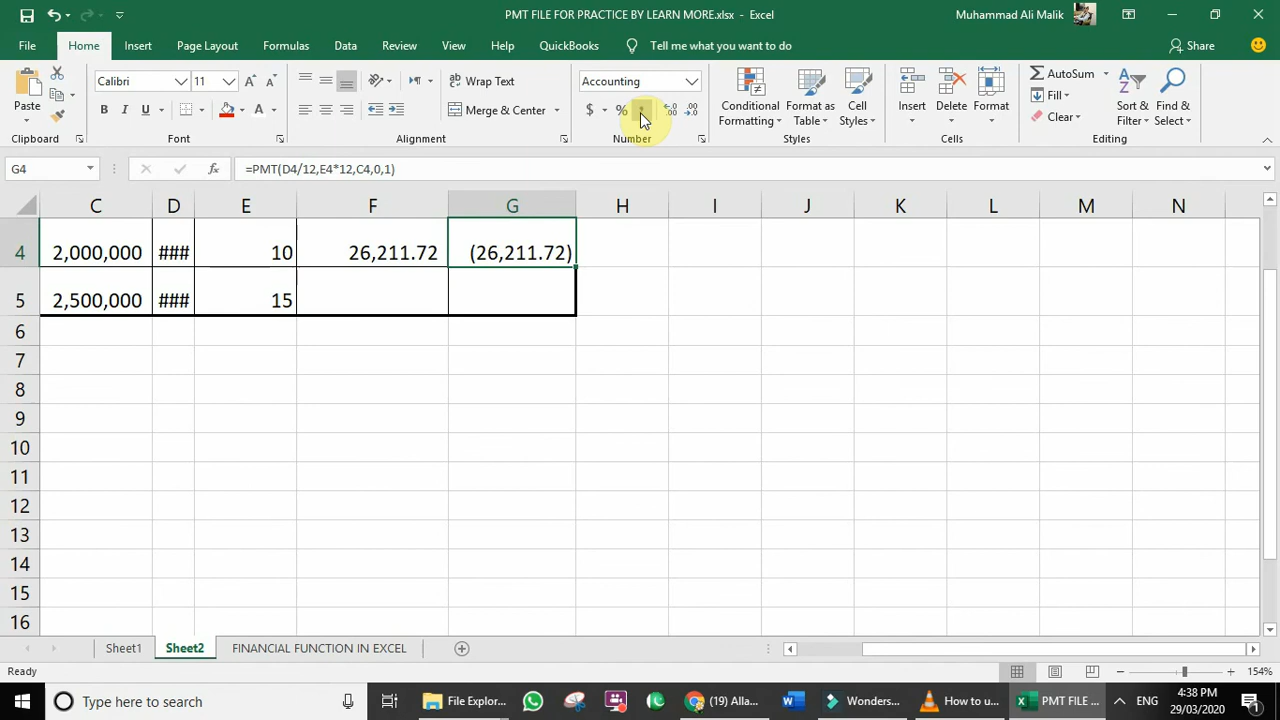 PMT FILE FOR PRACTICE BY LEARN MORE.xlsx - Excel
Muhammad Ali Malik
File Home Insert Page Layout Formulas Data Review View Help QuickBooks Tell me what you want to do Share
Paste
Calibri 11
B I U A
Wrap Text
Merge & Center
Accounting
$ % ,
Conditional Formatting
Format as Table
Cell Styles
Insert
Delete
Format
AutoSum
Fill
Clear
Sort & Filter
Find & Select
Clipboard Font Alignment Number Styles Cells Editing
G4 fx =PMT(D4/12,E4*12,C4,0,1)
C D E F G H I J K L M N
4 2,000,000 ### 10 26,211.72 (26,211.72)
5 2,500,000 ### 15
6
7
8
9
10
11
12
13
14
15
16
Sheet1 Sheet2 FINANCIAL FUNCTION IN EXCEL
Ready 154%
Type here to search
File Explor... (19) Alla... Wonders... How to u... PMT FILE ... ENG
4:38 PM
29/03/2020